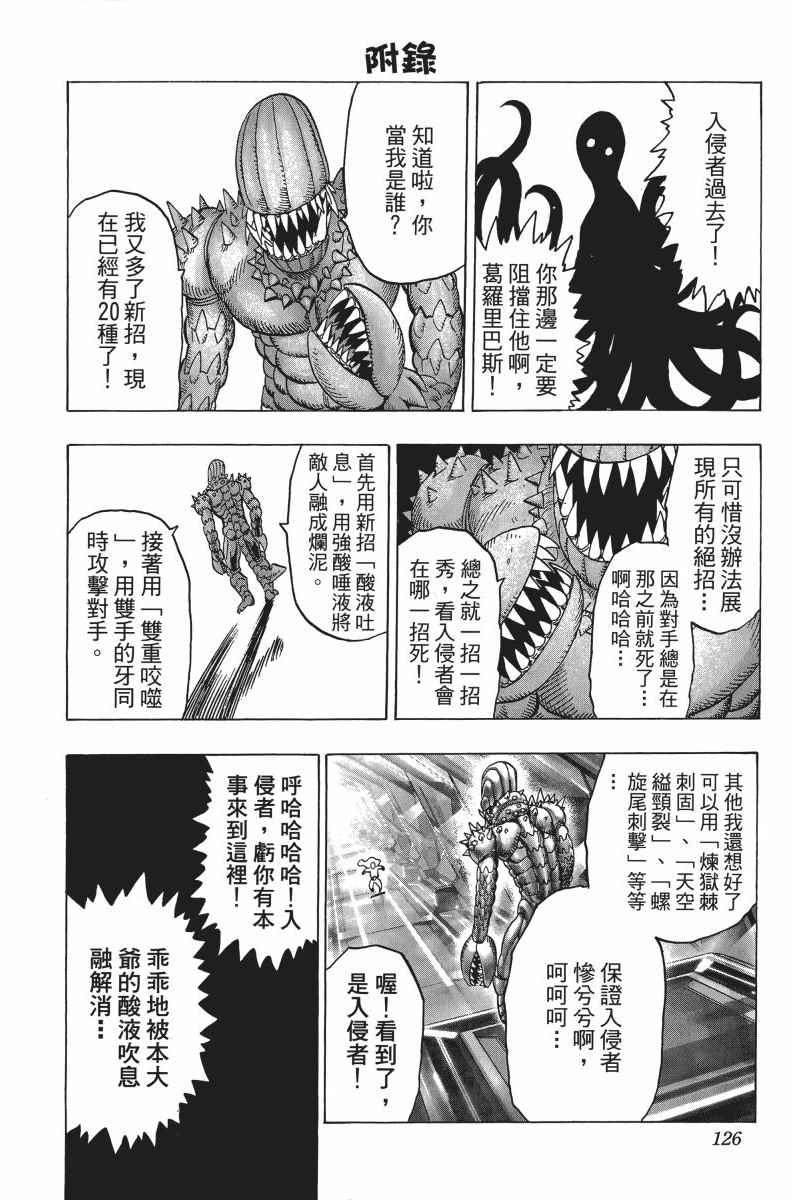 附錄
入侵者過去了！
你那邊一定要
阻擋住他啊，
葛羅里巴斯！
知道啦，你
當我是誰？
我又多了新招，現
在已經有20種了！
只可惜沒辦法展
現所有的絕招…
因為對手總是在
那之前就死了…
啊哈哈哈…
總之就一招一招
秀，看入侵者會
在哪一招死！
首先用新招「酸液吐
息」，用強酸唾液將
敵人融成爛泥。
接著用「雙重咬噬
」，用雙手的牙同
時攻擊對手。
其他我還想好了
可以用「煉獄棘
刺固」、「天空
縊頸裂」、「螺
旋尾刺擊」等等
…
保證入侵者
慘兮兮啊，
呵呵呵…
喔！看到了，
是入侵者！
呼哈哈哈哈！入
侵者，虧你有本
事來到這裡！
乖乖地被本大
爺的酸液吹息
融解消…
126